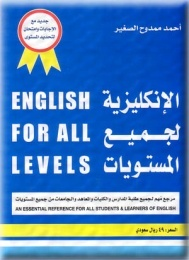 أحمد ممدوح الصغير
جديد مع
الإجابات وامتحان
لتحديد المستوى
ENGLISH
FOR ALL
LEVELS
الإنكليزية
لجميع
المستويات
مرجع مهم لجميع طلبة المدارس والكليات والمعاهد والجامعات من جميع المستويات
AN ESSENTIAL REFERENCE FOR ALL STUDENTS & LEARNERS OF ENGLISH
السعر: ٤٩ ريال سعودي